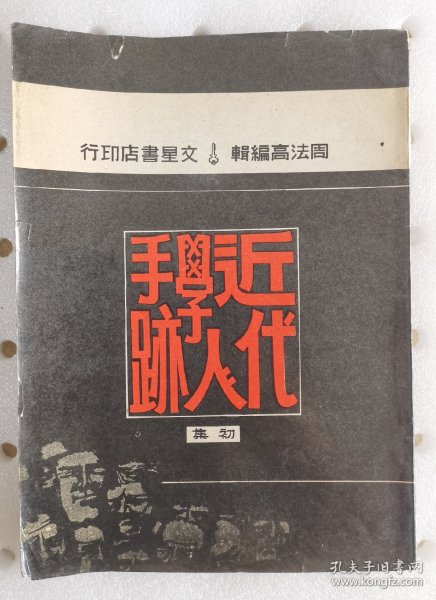 周法高編輯 文星書店印行
近代
學人
手跡
初集
孔夫子旧书网
www.kongfz.com